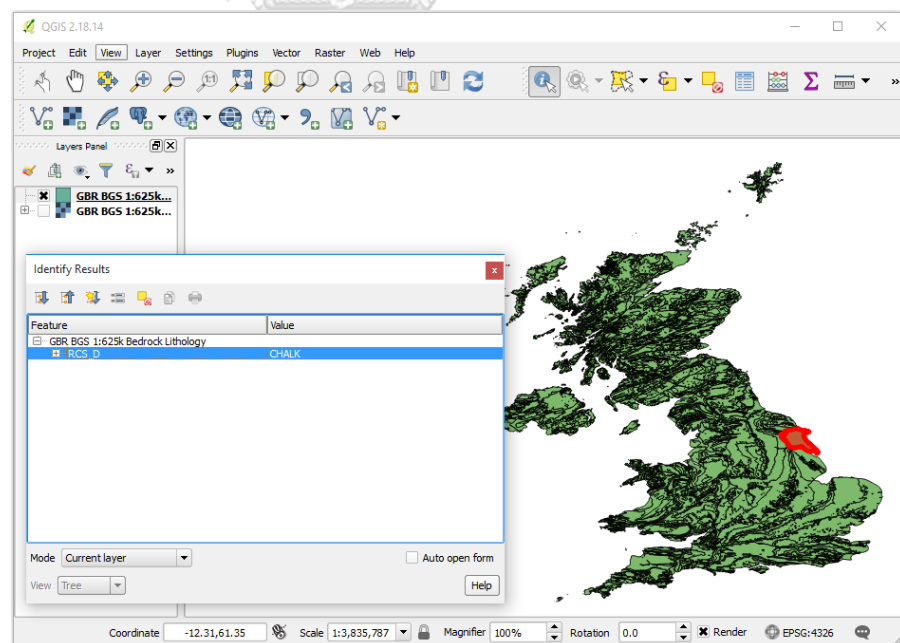 QGIS 2.18.14
Project Edit View Layer Settings Plugins Vector Raster Web Help
Layers Panel
GBR BGS 1:625k...
GBR BGS 1:625k...
Identify Results
Feature Value
GBR BGS 1:625k Bedrock Lithology
RCS_D CHALK
Mode Current layer Auto open form
View Tree Help
Coordinate -12.31,61.35 Scale 1:3,835,787 Magnifier 100% Rotation 0.0 Render EPSG:4326